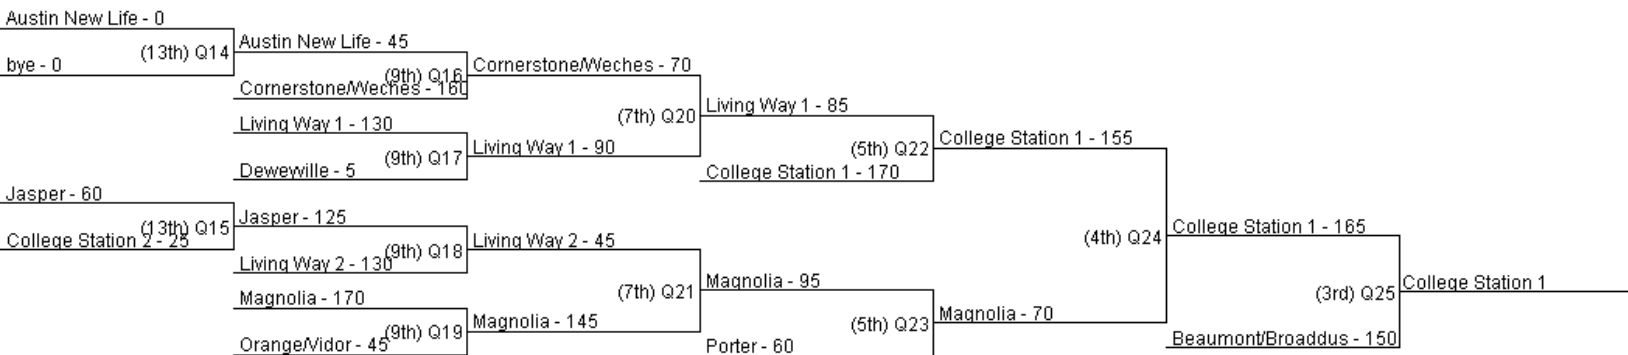 Austin New Life - 0
bye - 0
(13th) Q14
Austin New Life - 45
Cornerstone/Weches - 160
(9th) Q16
Cornerstone/Weches - 70
Living Way 1 - 130
Deweyville - 5
(9th) Q17
Living Way 1 - 90
(7th) Q20
Living Way 1 - 85
College Station 1 - 170
(5th) Q22
College Station 1 - 155
Jasper - 60
College Station 2 - 25
(13th) Q15
Jasper - 125
Living Way 2 - 130
(9th) Q18
Living Way 2 - 45
Magnolia - 170
Orange/Vidor - 45
(9th) Q19
Magnolia - 145
(7th) Q21
Magnolia - 95
Porter - 60
(5th) Q23
Magnolia - 70
(4th) Q24
College Station 1 - 165
Beaumont/Broaddus - 150
(3rd) Q25
College Station 1